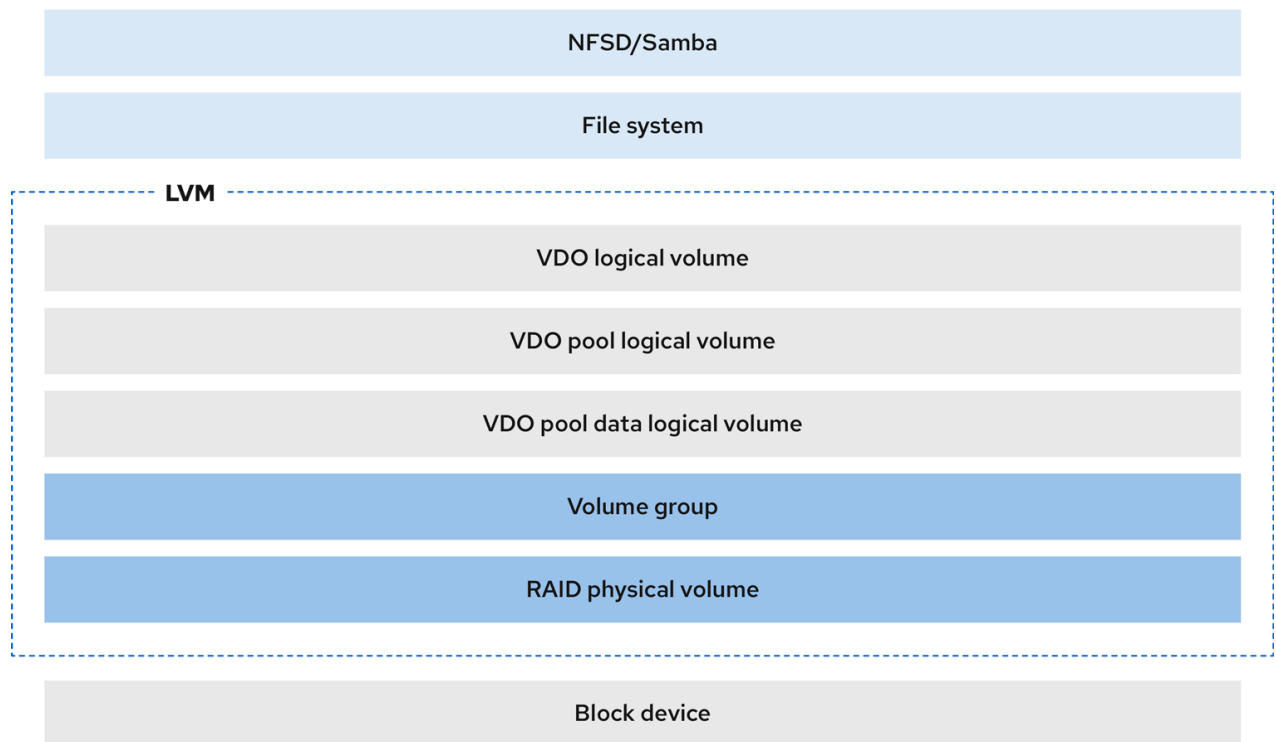 NFSD/Samba
File system
LVM
VDO logical volume
VDO pool logical volume
VDO pool data logical volume
Volume group
RAID physical volume
Block device